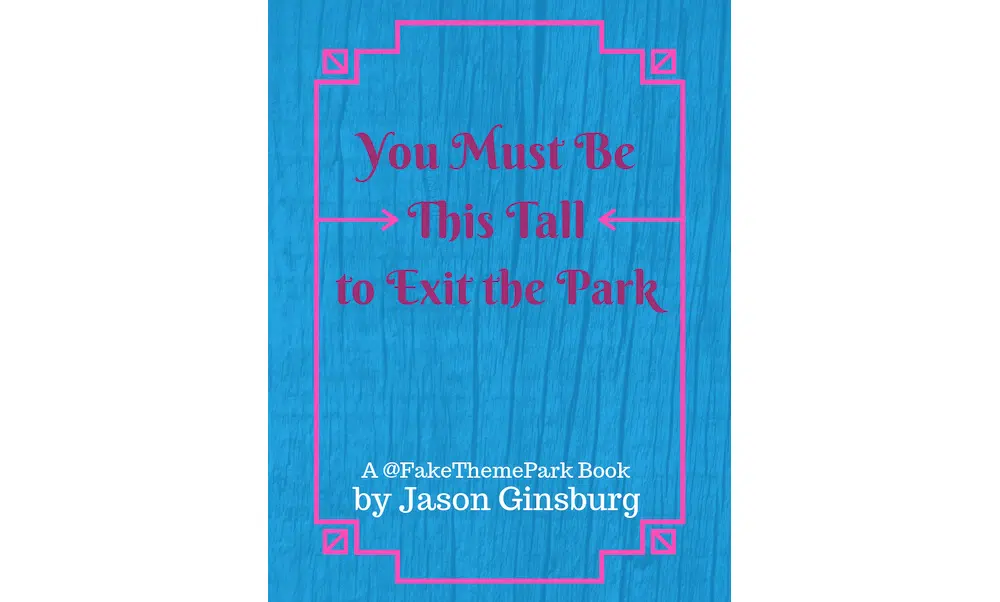 You Must Be
This Tall
to Exit the Park
A @FakeThemePark Book
by Jason Ginsburg